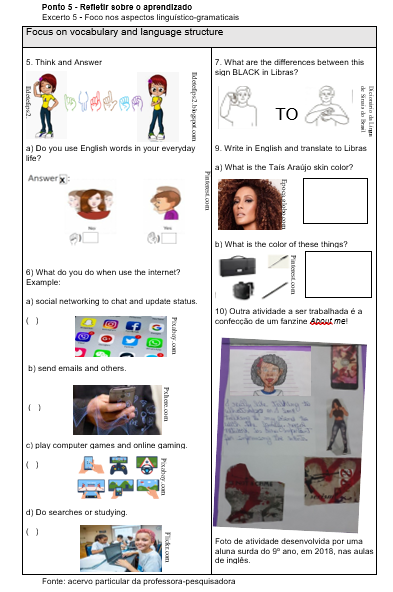 Ponto 5 - Refletir sobre o aprendizado
Excerto 5 - Foco nos aspectos linguístico-gramaticais
Focus on vocabulary and language structure
5. Think and Answer
Ildetefips2.
Ildetefips2.blogspot.com
a) Do you use English words in your everyday
life?
Answer x:
Pinterest.com
Yes
No
6) What do you do when use the internet?
Example:
a) social networking to chat and update status.
( )
Pixabay.com
b) send emails and others.
( )
Pxhere.com
c) play computer games and online gaming.
( )
Pixabay.com
d) Do searches or studying.
( )
Flickr.com
7. What are the differences between this
sign BLACK in Libras?
TO
Dicionário da Língua
de Sinais do Brasil
9. Write in English and translate to Libras
a) What is the Taís Araújo skin color?
Epoca.globo.com
b) What is the color of these things?
Pinterest.com
10) Outra atividade a ser trabalhada é a
confecção de um fanzine About me!
Foto de atividade desenvolvida por uma
aluna surda do 9º ano, em 2018, nas aulas
de inglês.
Fonte: acervo particular da professora-pesquisadora